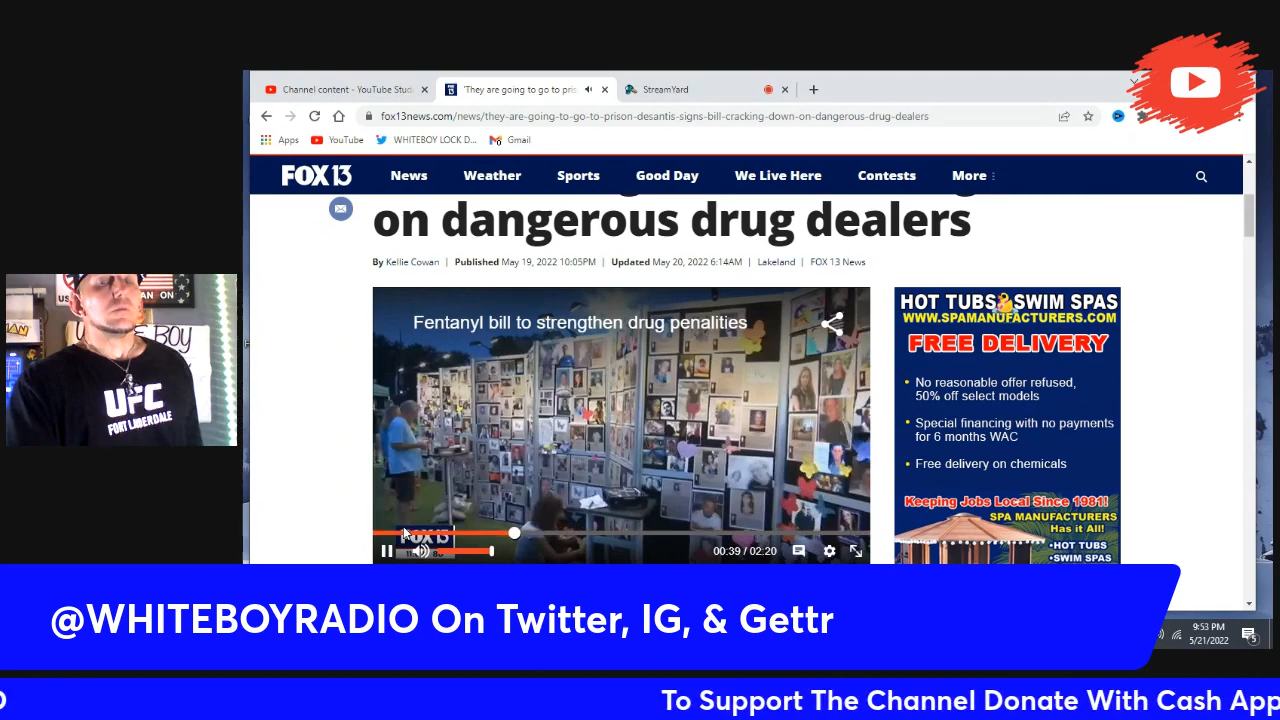 Channel content - YouTube Stud
'They are going to go to pris
StreamYard
fox13news.com/news/they-are-going-to-go-to-prison-desantis-signs-bill-cracking-down-on-dangerous-drug-dealers
Apps
YouTube
WHITEBOY LOCK D...
Gmail
FOX 13
News
Weather
Sports
Good Day
We Live Here
Contests
More
on dangerous drug dealers
By Kellie Cowan | Published May 19, 2022 10:05PM | Updated May 20, 2022 6:14AM | Lakeland | FOX 13 News
Fentanyl bill to strengthen drug penalities
FOX 13
00:39 / 02:20
HOT TUBS & SWIM SPAS
WWW.SPAMANUFACTURERS.COM
FREE DELIVERY
• No reasonable offer refused,
50% off select models
• Special financing with no payments
for 6 months WAC
• Free delivery on chemicals
Keeping Jobs Local Since 1981!
SPA MANUFACTURERS
Has it All!
•HOT TUBS
•SWIM SPAS
BOY
UFC
FORT LAUDERDALE
9:53 PM
5/21/2022
5
@WHITEBOYRADIO On Twitter, IG, & Gettr
To Support The Channel Donate With Cash App